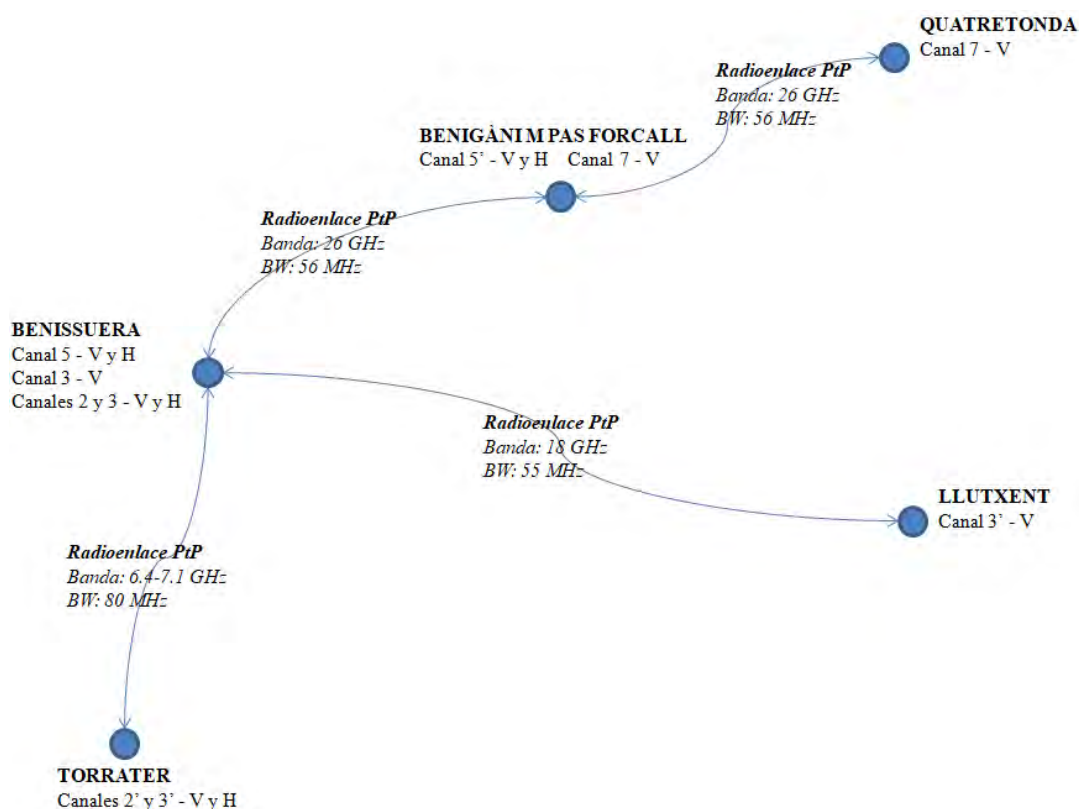 QUATRETONDA
Canal 7 - V
Radioenlace PtP
Banda: 26 GHz
BW: 56 MHz
BENIGÀNI M PAS FORCALL
Canal 5’ - V y H Canal 7 - V
Radioenlace PtP
Banda: 26 GHz
BW: 56 MHz
BENISSUERA
Canal 5 - V y H
Canal 3 - V
Canales 2 y 3 - V y H
Radioenlace PtP
Banda: 18 GHz
BW: 55 MHz
LLUTXENT
Canal 3’ - V
Radioenlace PtP
Banda: 6.4-7.1 GHz
BW: 80 MHz
TORRATER
Canales 2’ y 3’ - V y H